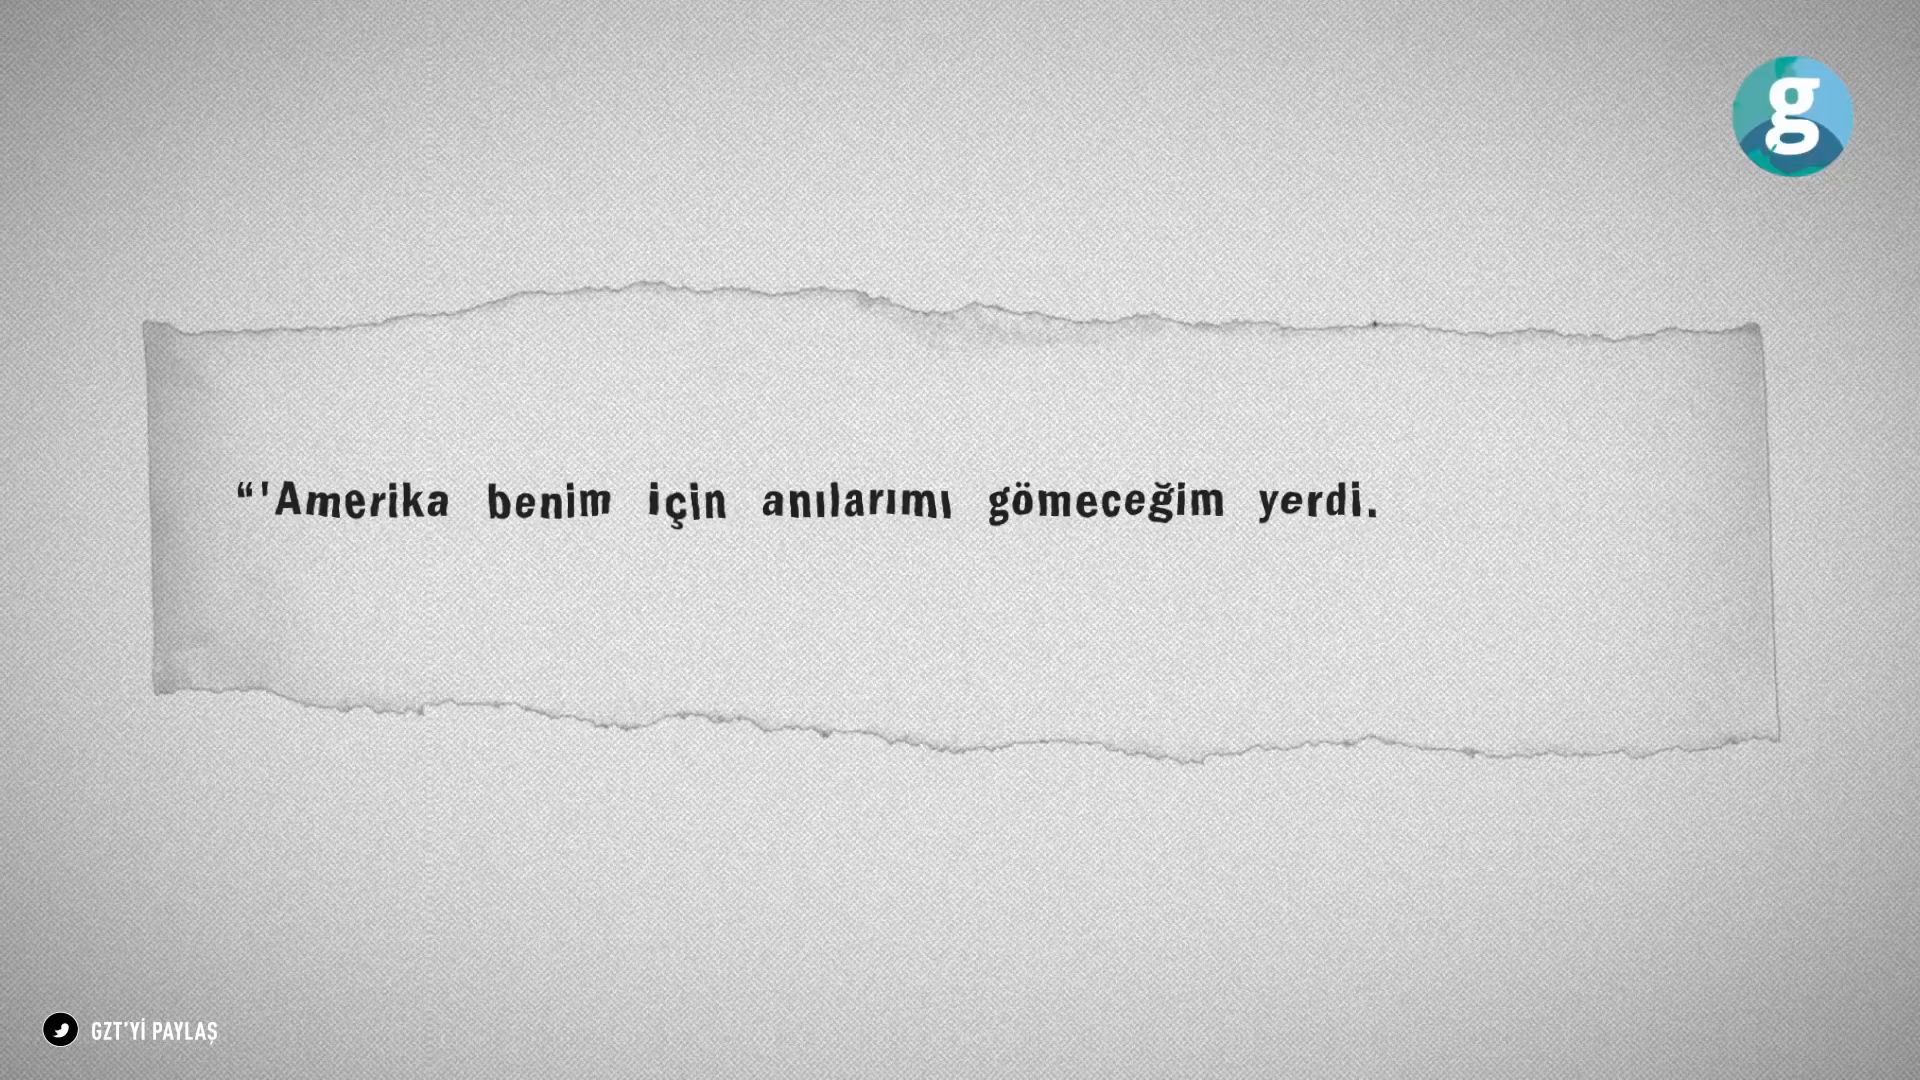 g
“'Amerika benim için anılarımı gömeceğim yerdi.
GZT'Yİ PAYLAŞ